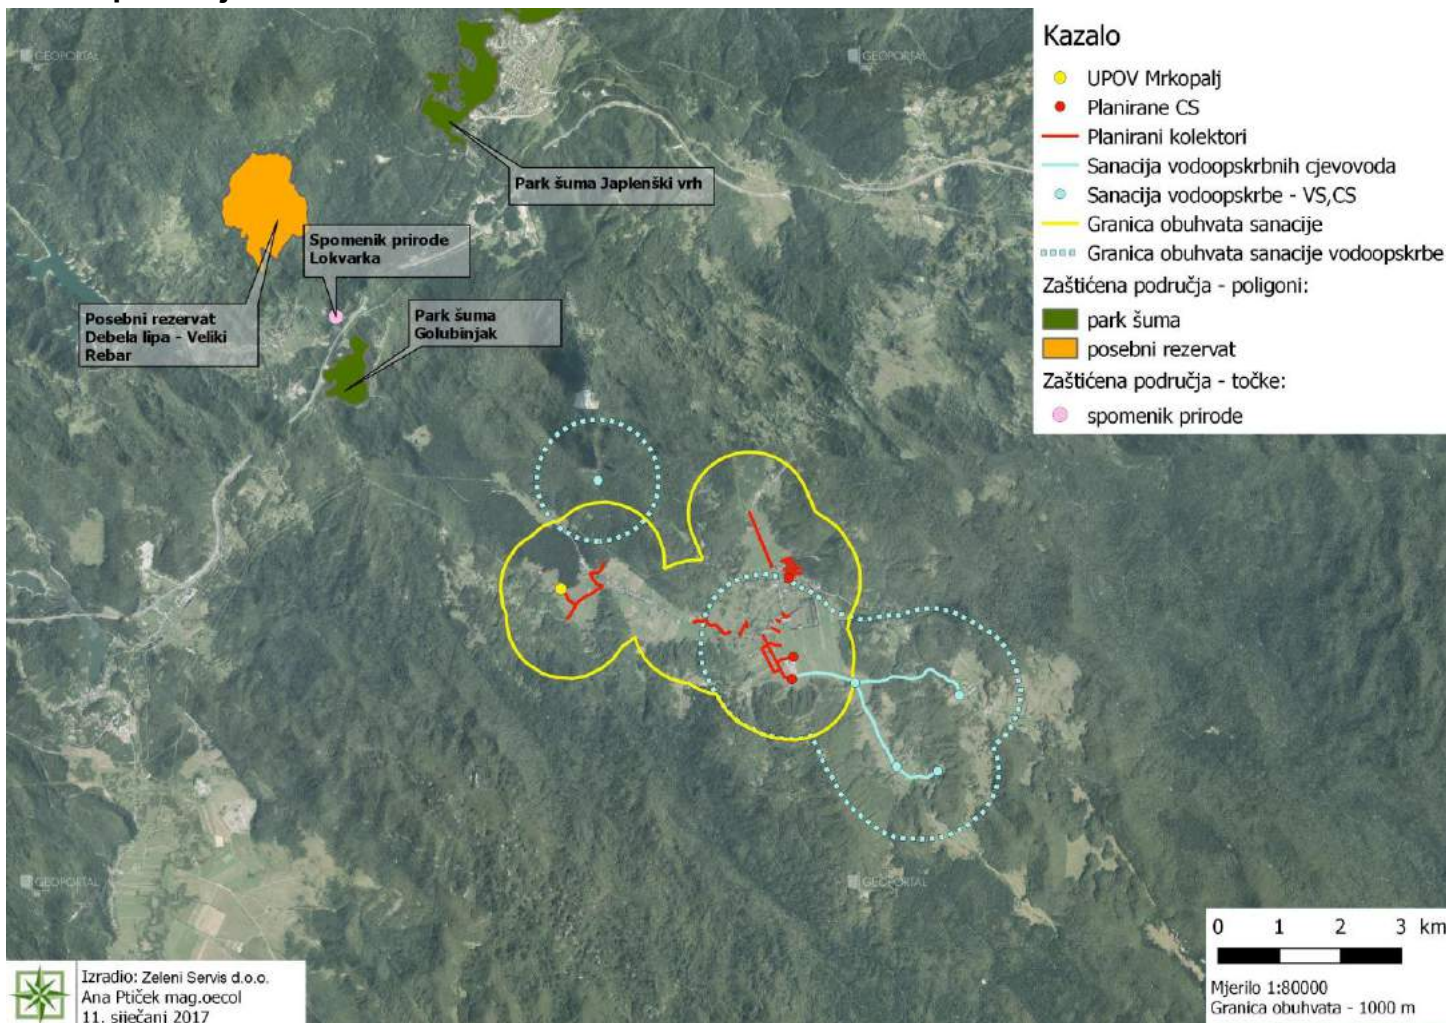 GEOPORTAL
GEOPORTAL
Park šuma Japlenški vrh
Spomenik prirode
Lokvarka
Posebni rezervat
Debela lipa - Veliki
Rebar
Park šuma
Golubinjak
Kazalo
UPOV Mrkopalj
Planirane CS
Planirani kolektori
Sanacija vodoopskrbnih cjevovoda
Sanacija vodoopskrbe - VS,CS
Granica obuhvata sanacije
Granica obuhvata sanacije vodoopskrbe
Zaštićena područja - poligoni:
park šuma
posebni rezervat
Zaštićena područja - točke:
spomenik prirode
GEOPORTAL
GEOPORTAL
0 1 2 3 km
Mjerilo 1:80000
Granica obuhvata - 1000 m
Izradio: Zeleni Servis d.o.o.
Ana Ptiček mag.oecol
11. siječanj 2017